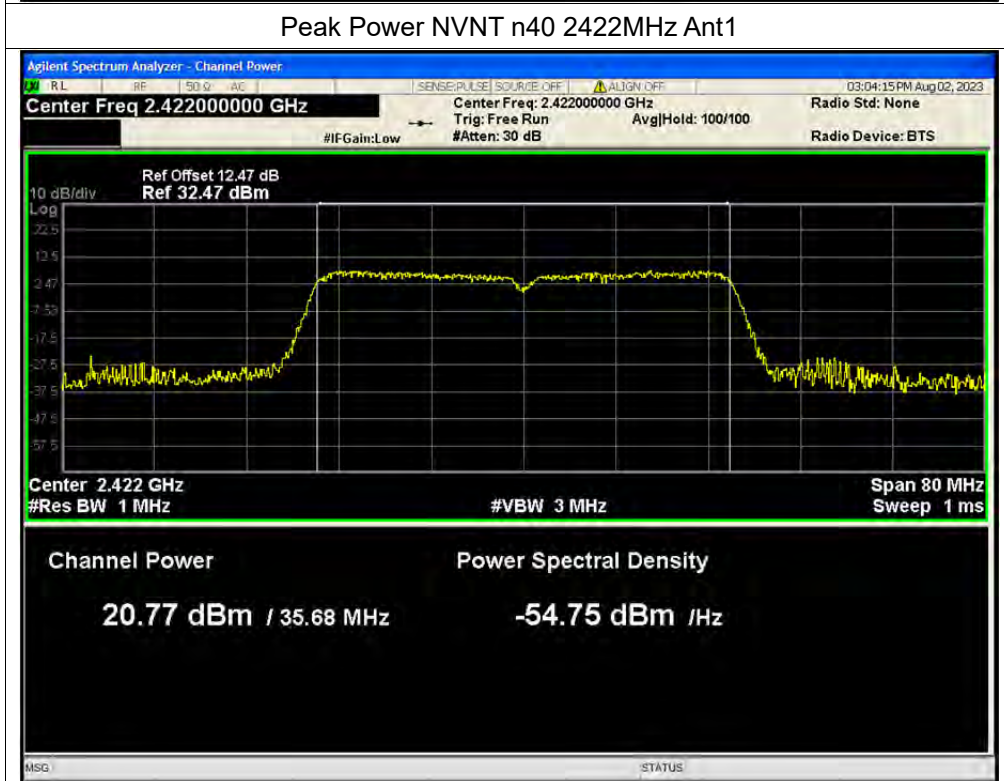 Peak Power NVNT n40 2422MHz Ant1
Agilent Spectrum Analyzer - Channel Power
LXI RL RF 50 Ω AC SENSE:PULSE SOURCE OFF ALIGN OFF 03:04:15 PM Aug 02, 2023
Center Freq 2.422000000 GHz
Center Freq: 2.422000000 GHz
Radio Std: None
Trig: Free Run
Avg|Hold: 100/100
#IFGain:Low
#Atten: 30 dB
Radio Device: BTS
Ref Offset 12.47 dB
10 dB/div
Ref 32.47 dBm
Log
22.5
12.5
2.47
-7.53
-17.5
-27.5
-37.5
-47.5
-57.5
Center 2.422 GHz
Span 80 MHz
#Res BW 1 MHz
#VBW 3 MHz
Sweep 1 ms
Channel Power
Power Spectral Density
20.77 dBm / 35.68 MHz
-54.75 dBm /Hz
MSG
STATUS